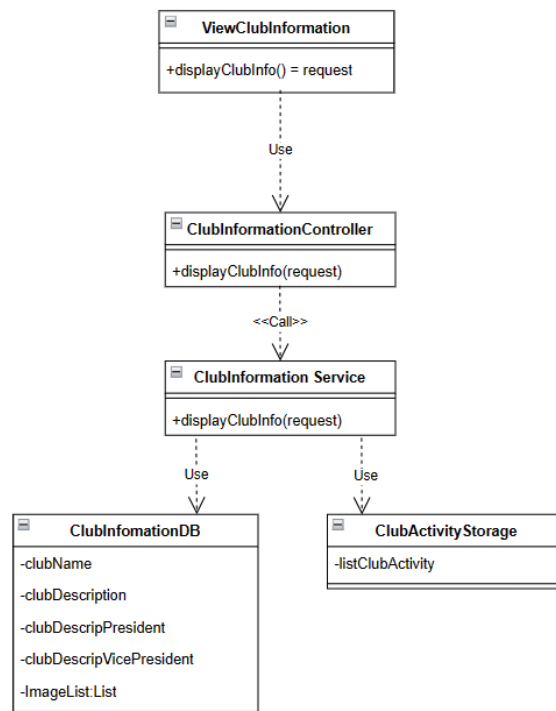 ViewClubInformation
+displayClubInfo() = request
Use
ClubInformationController
+displayClubInfo(request)
<<Call>>
ClubInformation Service
+displayClubInfo(request)
Use
Use
ClubInfomationDB
-clubName
-clubDescription
-clubDescripPresident
-clubDescripVicePresident
-ImageList:List
ClubActivityStorage
-listClubActivity